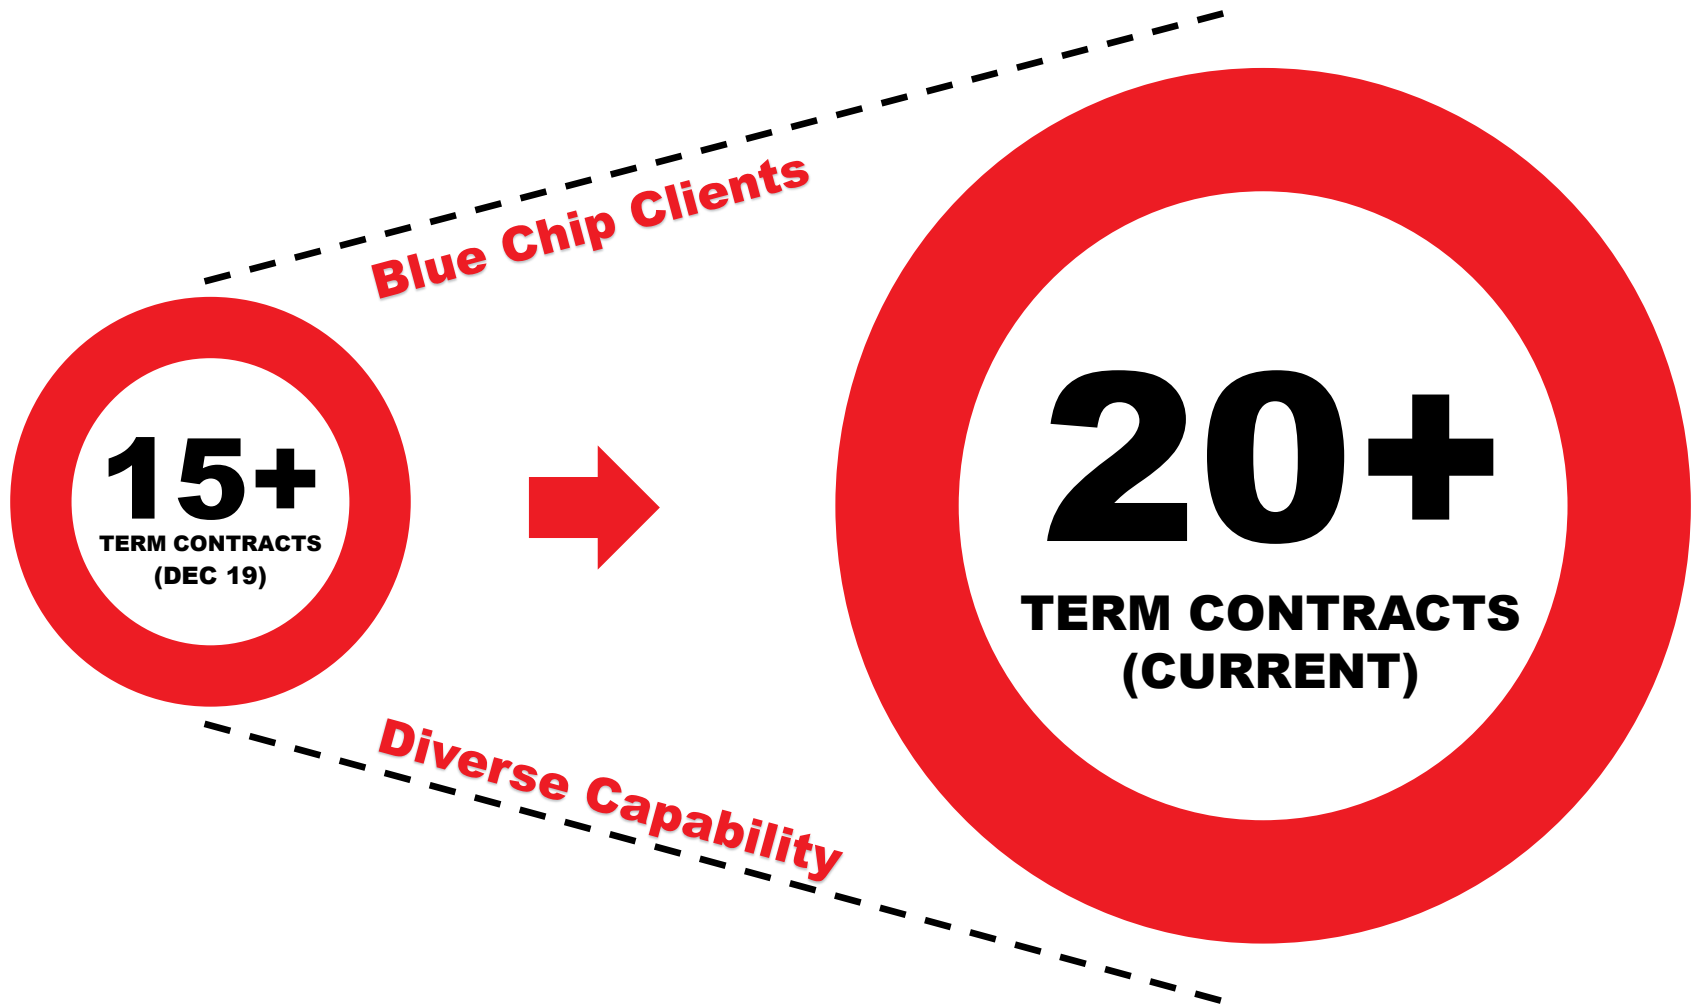 Blue Chip Clients
15+
TERM CONTRACTS
(DEC 19)
20+
TERM CONTRACTS
(CURRENT)
Diverse Capability